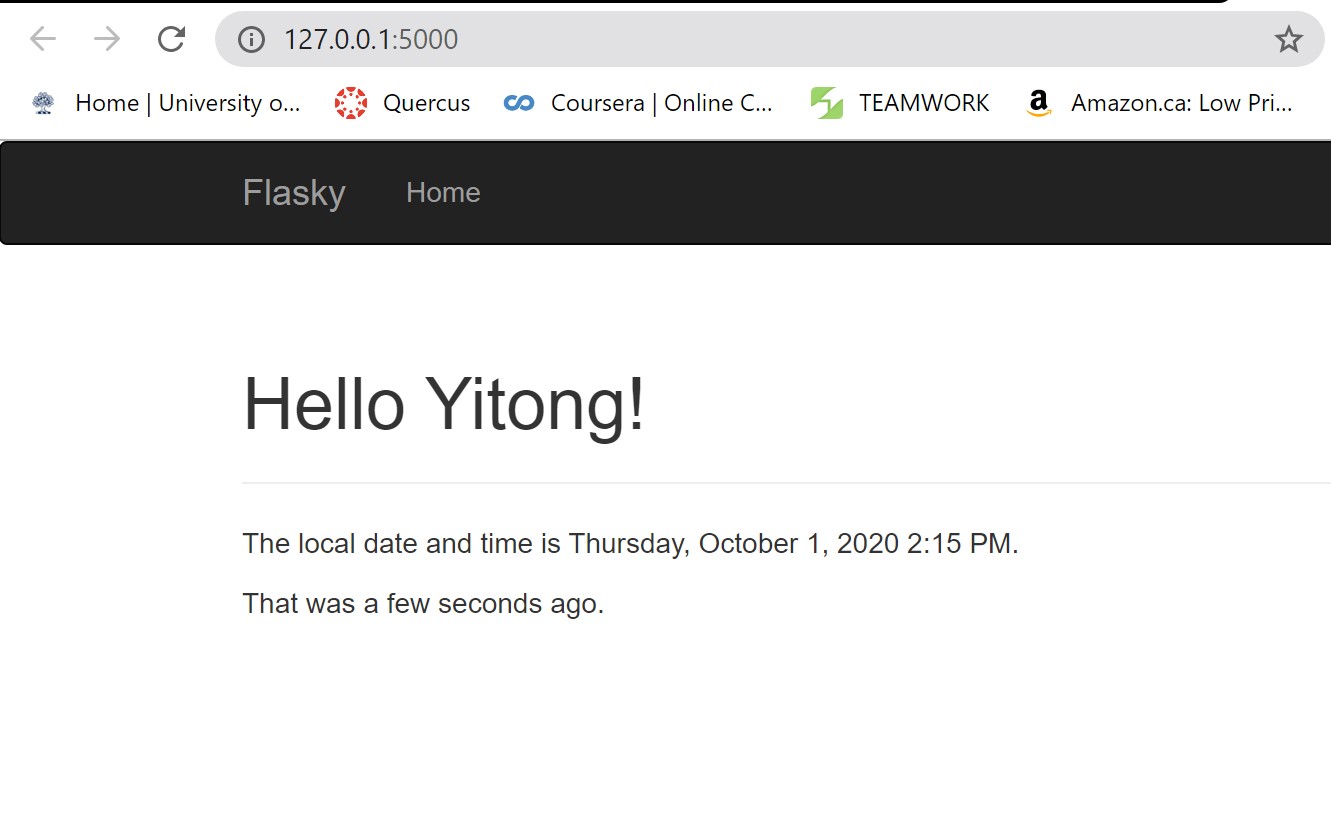 127.0.0.1:5000
Home | University o... Quercus Coursera | Online C... TEAMWORK Amazon.ca: Low Pri...
Flasky Home
Hello Yitong!
The local date and time is Thursday, October 1, 2020 2:15 PM.
That was a few seconds ago.